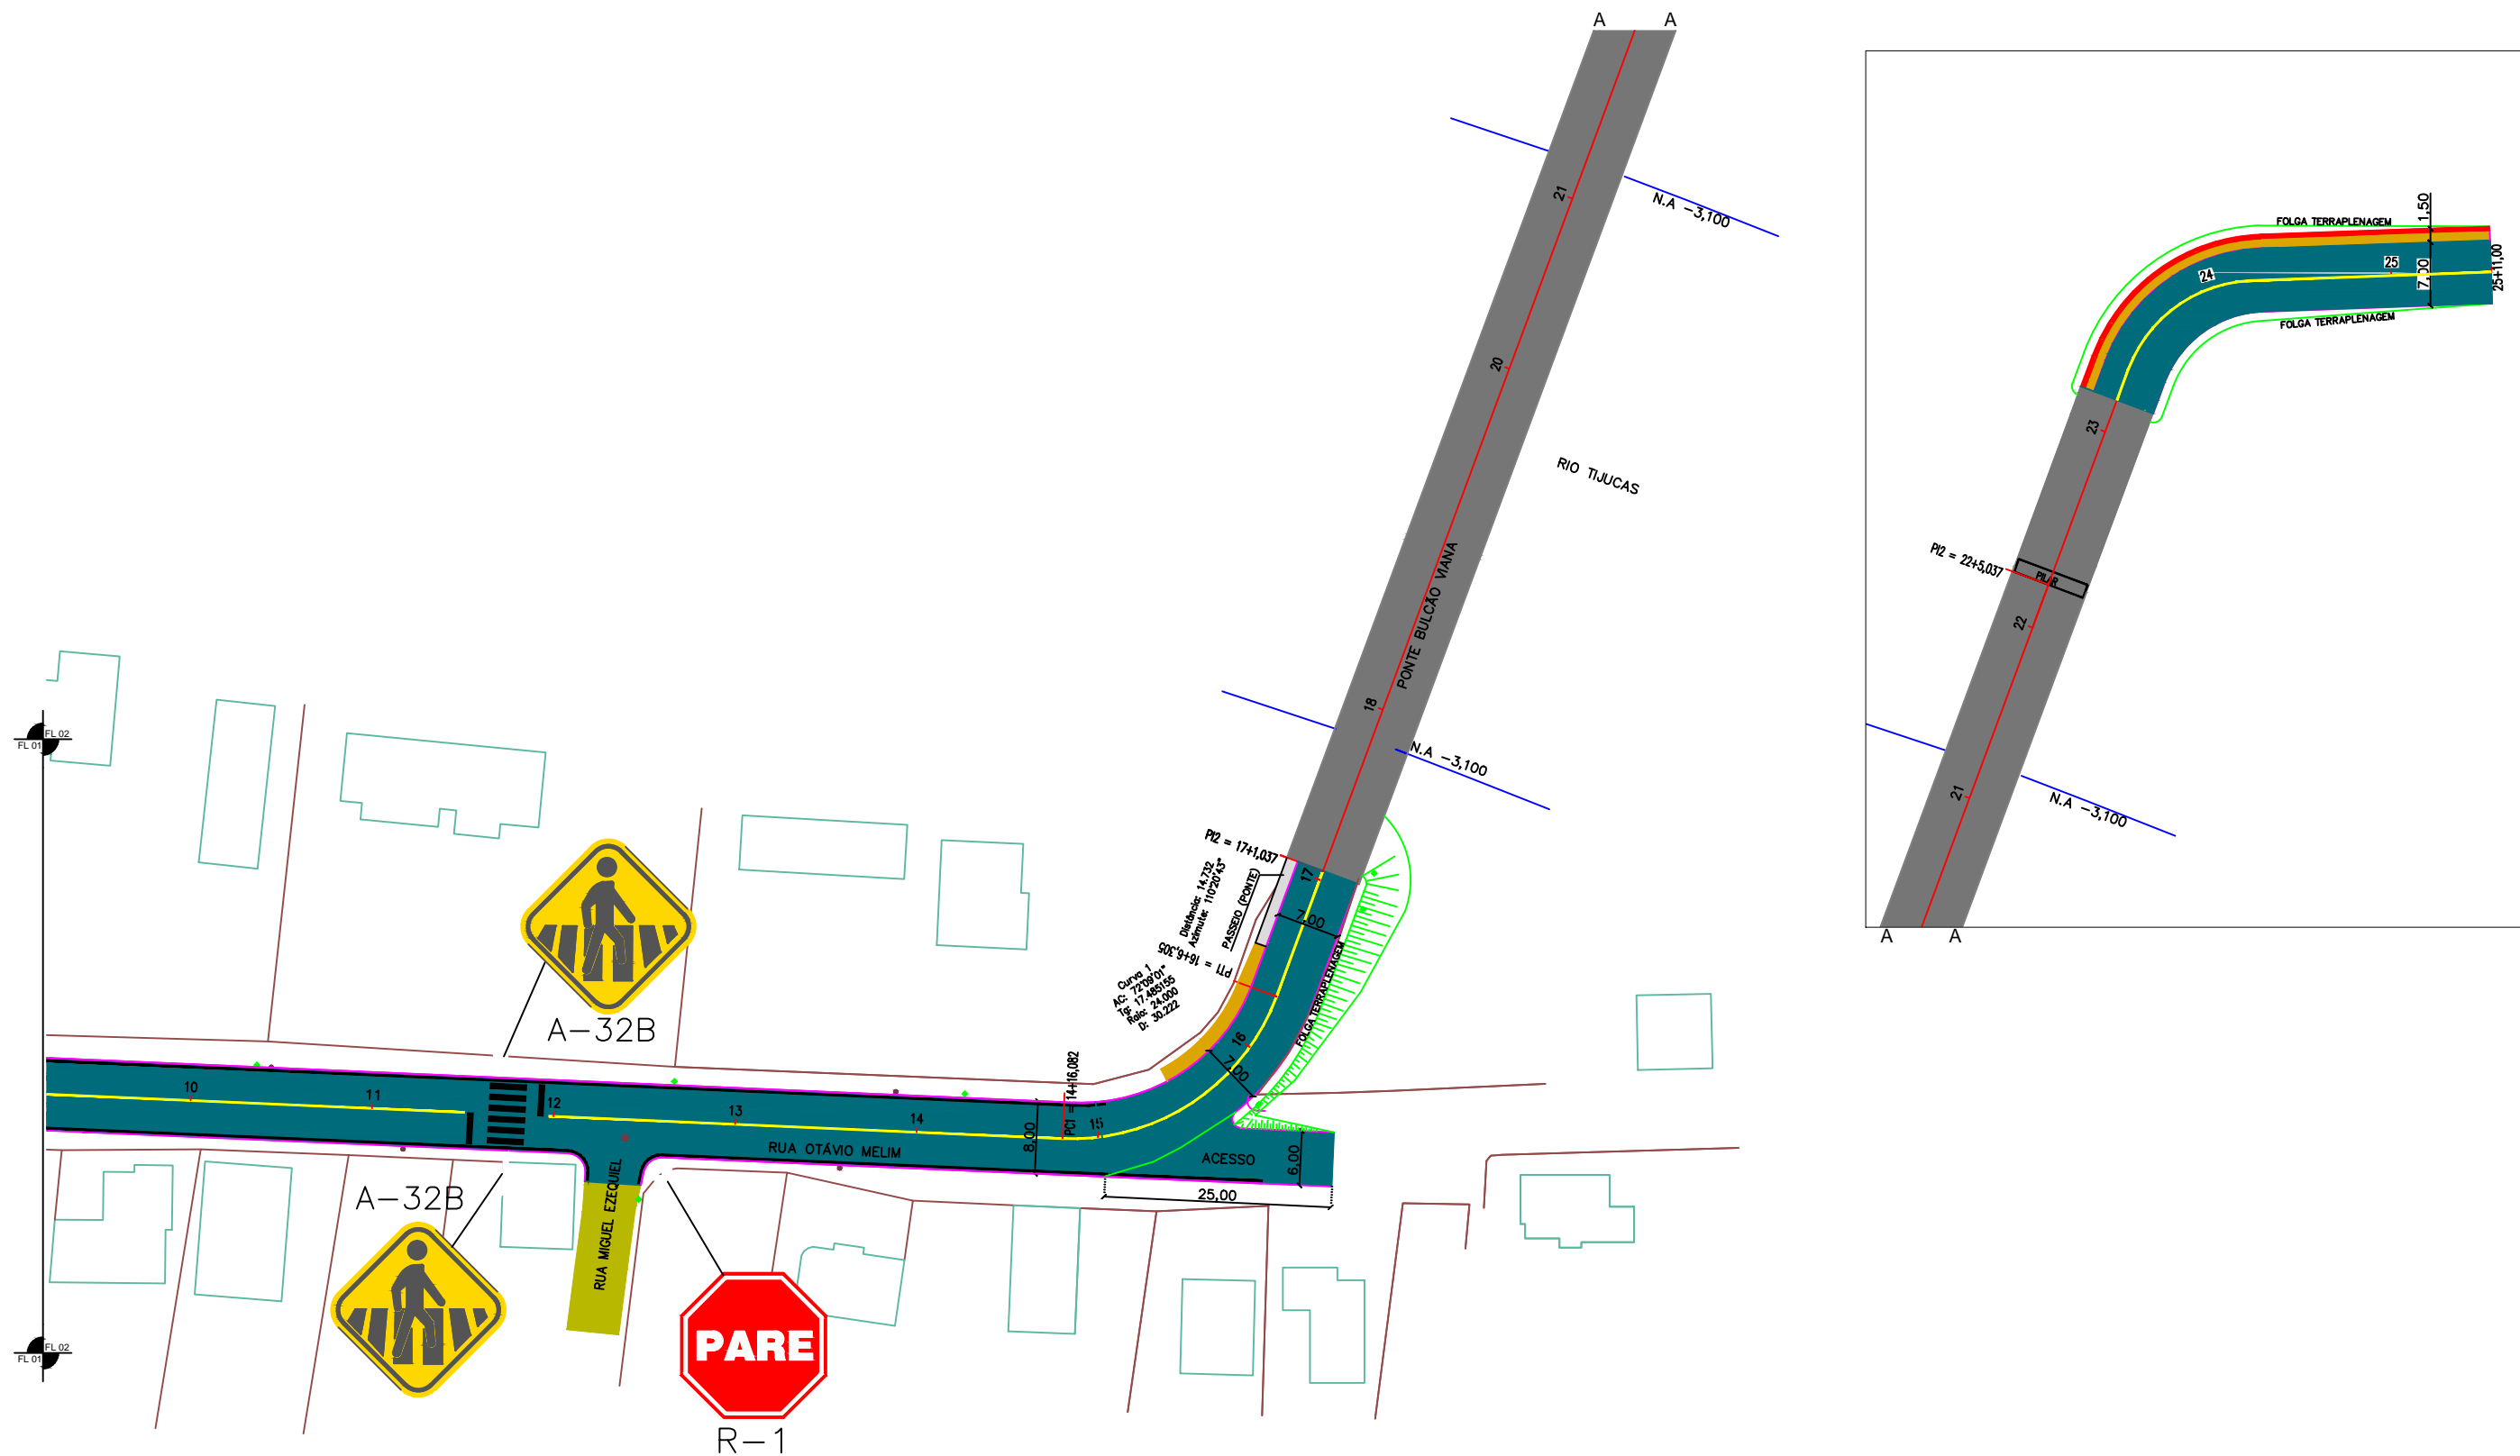 A A
21
N.A -3,100
20
RIO TIJUCAS
PONTE BULCÃO VIANA
18
N.A -3,100
FL 02
FL 01
PI2 = 17+1,037
Distância: 14.732
Azimute: 110°20'43"
PASSEIO (PONTE)
17
7,00
PT1 = 16+6,305
Curva 1
AC: 72°09'01"
Tg: 17.485155
Raio: 24.000
D: 30.222
FOLGA TERRAPLENAGEM
16
7,00
A-32B
PC1 = 14+16,082
10
11
12
13
14
15
8,00
RUA OTÁVIO MELIM
ACESSO
6,00
25,00
RUA MIGUEL EZEQUIEL
A-32B
PARE
R-1
FL 02
FL 01
FOLGA TERRAPLENAGEM
1,50
24
25
7,00
25+11,00
FOLGA TERRAPLENAGEM
23
PI2 = 22+5,037
PILAR
22
21
N.A -3,100
A A